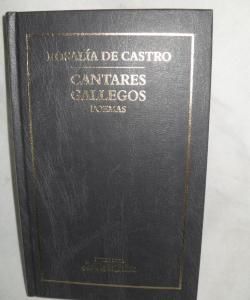 ROSALÍA DE CASTRO
CANTARES
GALLEGOS
POEMAS